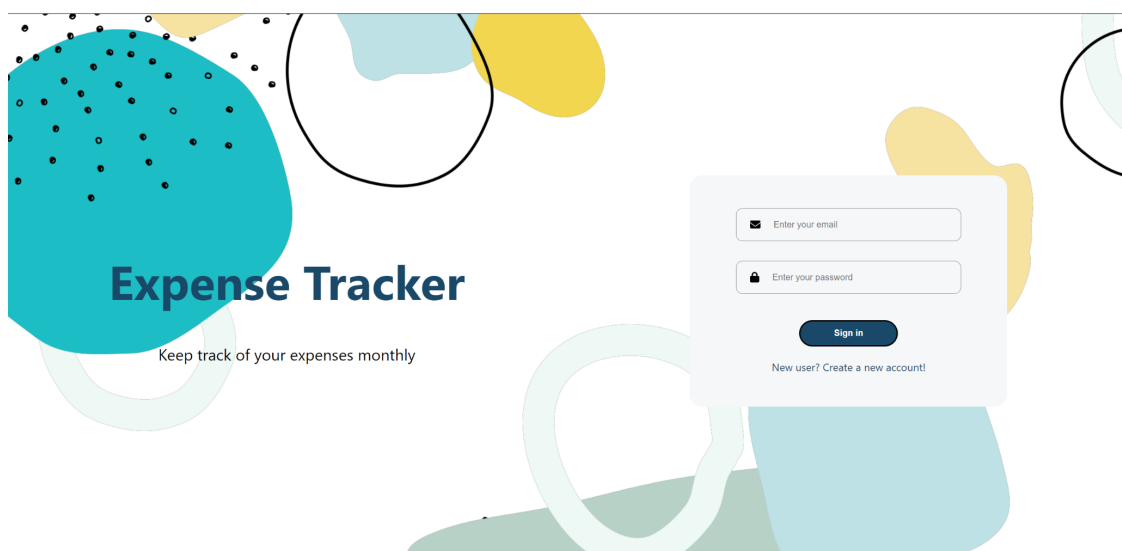 Expense Tracker
Keep track of your expenses monthly
Enter your email
Enter your password
Sign in
New user? Create a new account!